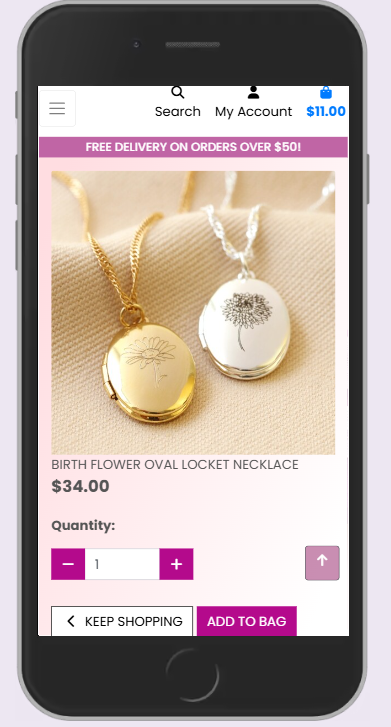 Search My Account $11.00
FREE DELIVERY ON ORDERS OVER $50!
BIRTH FLOWER OVAL LOCKET NECKLACE
$34.00
Quantity:
1
KEEP SHOPPING ADD TO BAG